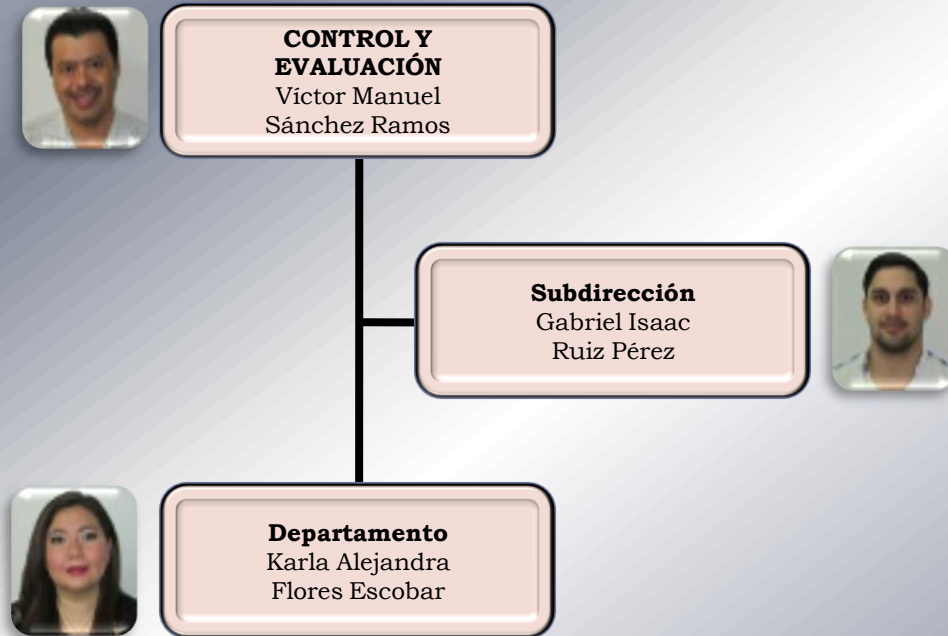 CONTROL Y
EVALUACIÓN
Víctor Manuel
Sánchez Ramos
Subdirección
Gabriel Isaac
Ruiz Pérez
Departamento
Karla Alejandra
Flores Escobar